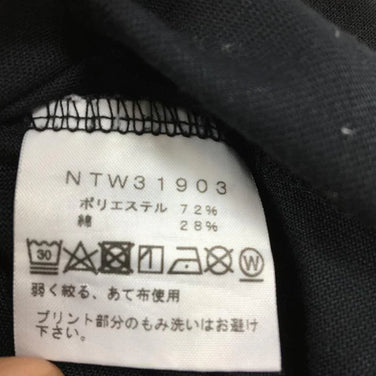 NTW31903
ポリエステル 72%
綿 28%
30 W
弱く絞る、あて布使用
プリント部分のもみ洗いはお避け
下さい。